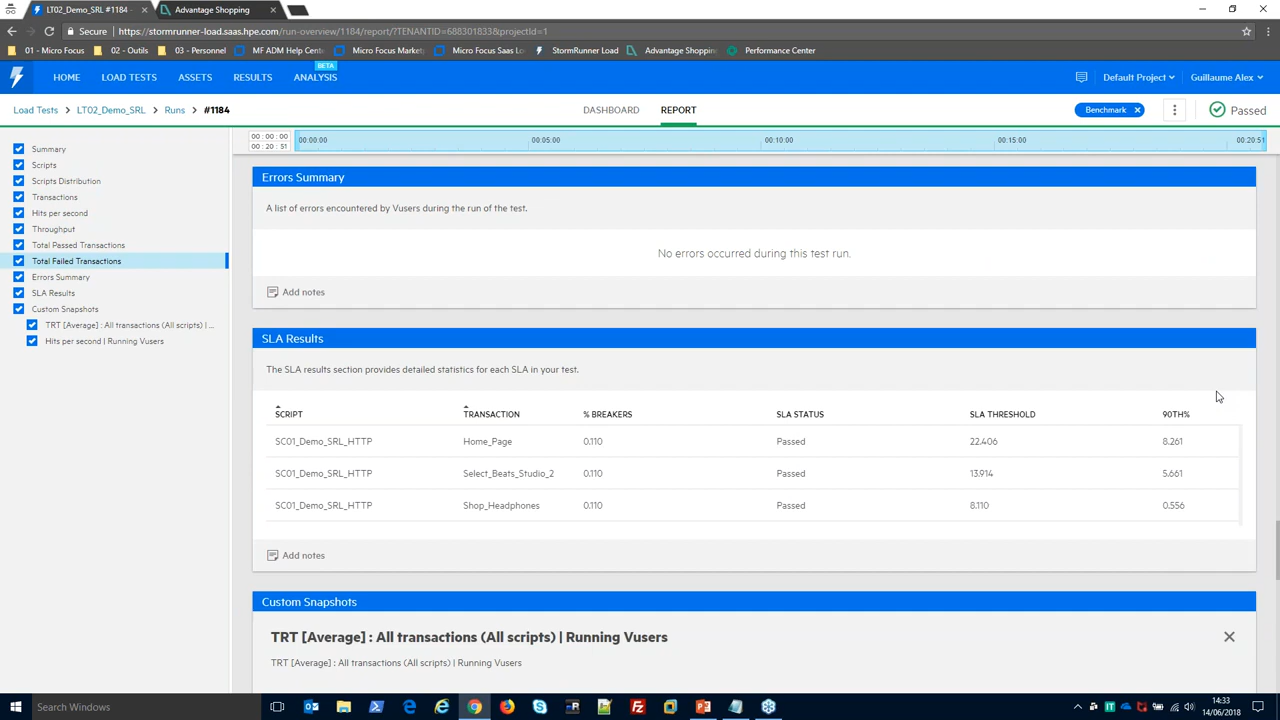 LT02_Demo_SRL #1184 -
Advantage Shopping
Secure https://stormrunner-load.saas.hpe.com/run-overview/1184/report/?TENANTID=688301833&projectId=1
01 - Micro Focus 02 - Outils 03 - Personnel MF ADM Help Cente Micro Focus Market Micro Focus Saas Lo StormRunner Load Advantage Shopping Performance Center
BETA
HOME LOAD TESTS ASSETS RESULTS ANALYSIS Default Project Guillaume Alex
Load Tests LT02_Demo_SRL Runs #1184 DASHBOARD REPORT Benchmark Passed
00 : 00 : 00
00 : 20 : 51
00:00:00 00:05:00 00:10:00 00:15:00 00:20:51
Summary
Scripts
Scripts Distribution
Transactions
Hits per second
Throughput
Total Passed Transactions
Total Failed Transactions
Errors Summary
SLA Results
Custom Snapshots
TRT [Average] : All transactions (All scripts) | ...
Hits per second | Running Vusers
Errors Summary
A list of errors encountered by Vusers during the run of the test.
No errors occurred during this test run.
Add notes
SLA Results
The SLA results section provides detailed statistics for each SLA in your test.
SCRIPT TRANSACTION % BREAKERS SLA STATUS SLA THRESHOLD 90TH%
SC01_Demo_SRL_HTTP Home_Page 0.110 Passed 22.406 8.261
SC01_Demo_SRL_HTTP Select_Beats_Studio_2 0.110 Passed 13.914 5.661
SC01_Demo_SRL_HTTP Shop_Headphones 0.110 Passed 8.110 0.556
Add notes
Custom Snapshots
TRT [Average] : All transactions (All scripts) | Running Vusers
TRT [Average] : All transactions (All scripts) | Running Vusers
Search Windows
14:33
14/06/2018